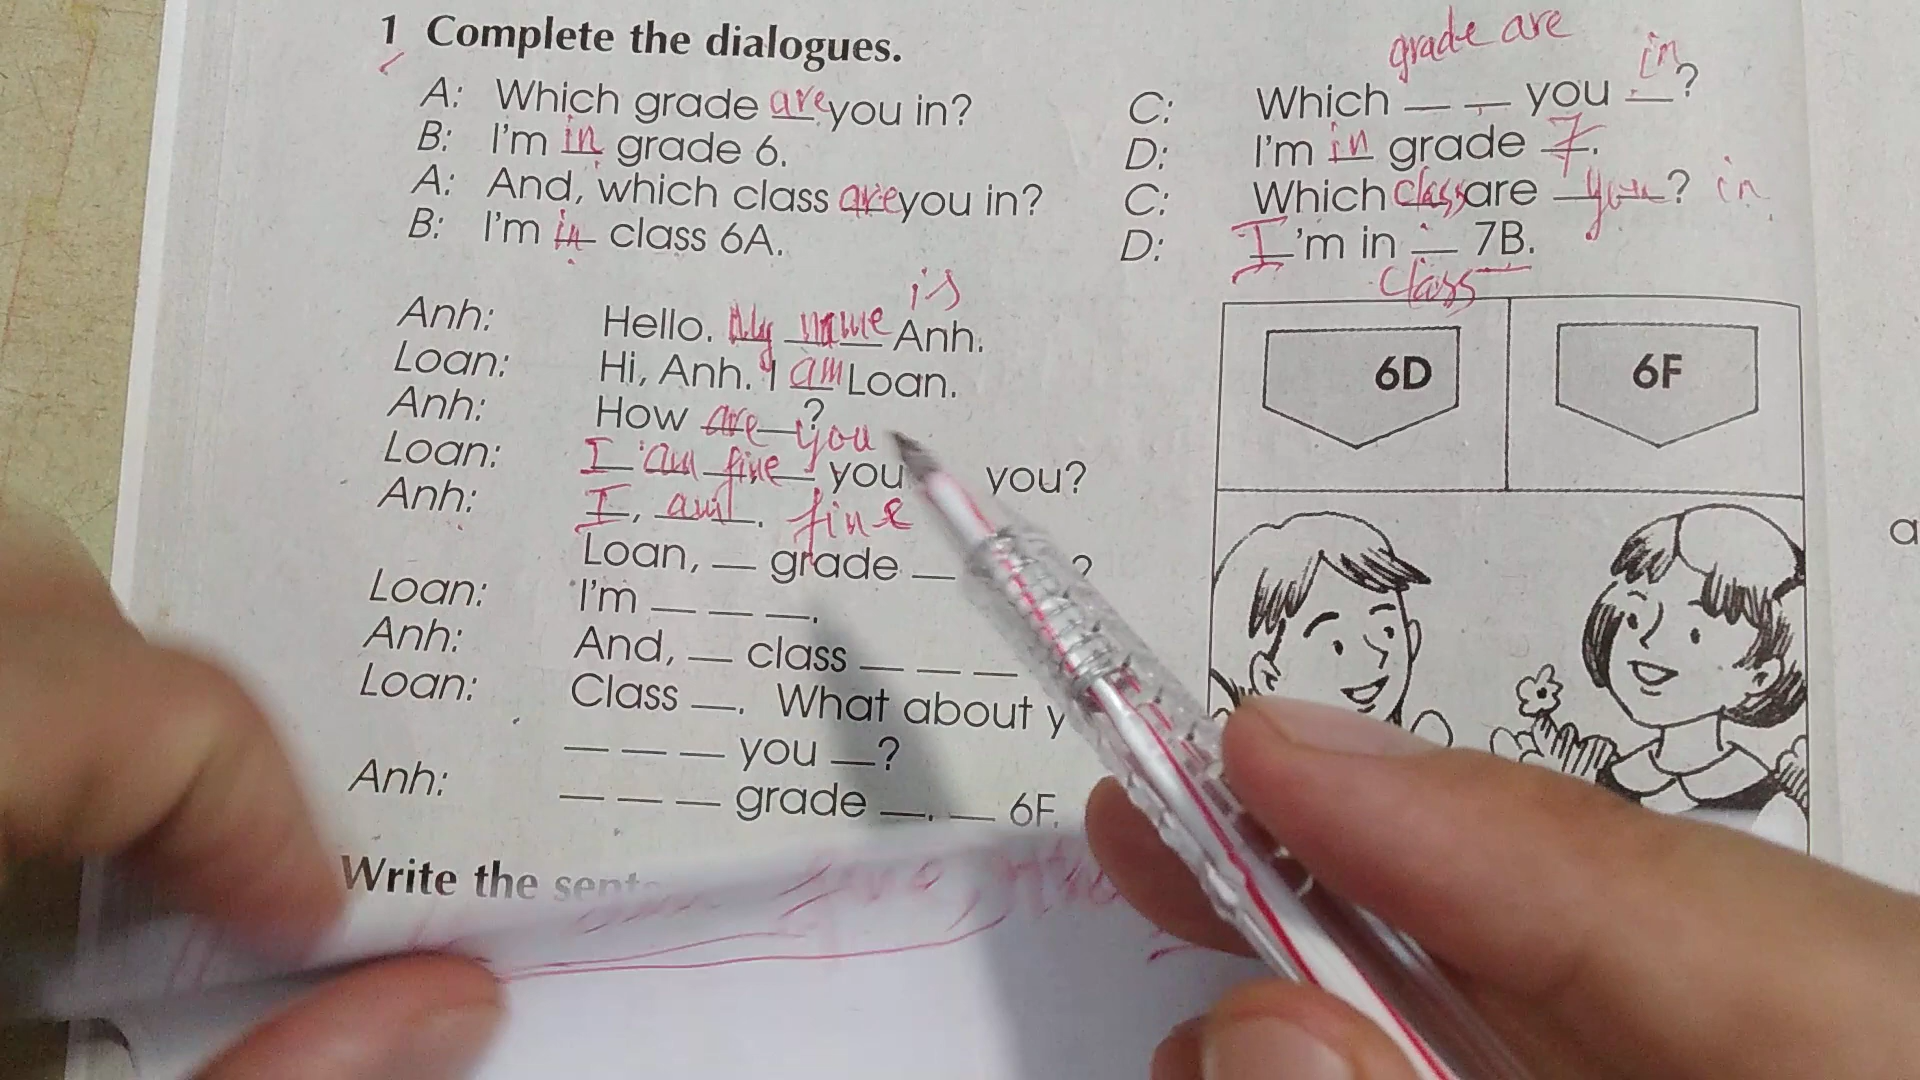 1 Complete the dialogues.
A: Which grade are you in?
B: I'm in grade 6.
A: And, which class are you in?
B: I'm in class 6A.
grade are in
C: Which _ _ you _?
D: I'm in grade 7.
C: Which class are you? in
D: I'm in _ 7B.
class
is
Anh: Hello. My name Anh.
Loan: Hi, Anh. I am Loan.
Anh: How are _?
you
Loan: I am fine you you?
Anh: I, am. fine
Loan, _ grade _ ?
Loan: I'm _ _ _.
Anh: And, _ class _ _ _
Loan: Class _. What about y
_ _ _ you _?
Anh: _ _ _ grade _. _ 6F.
Write the
6D
6F
a